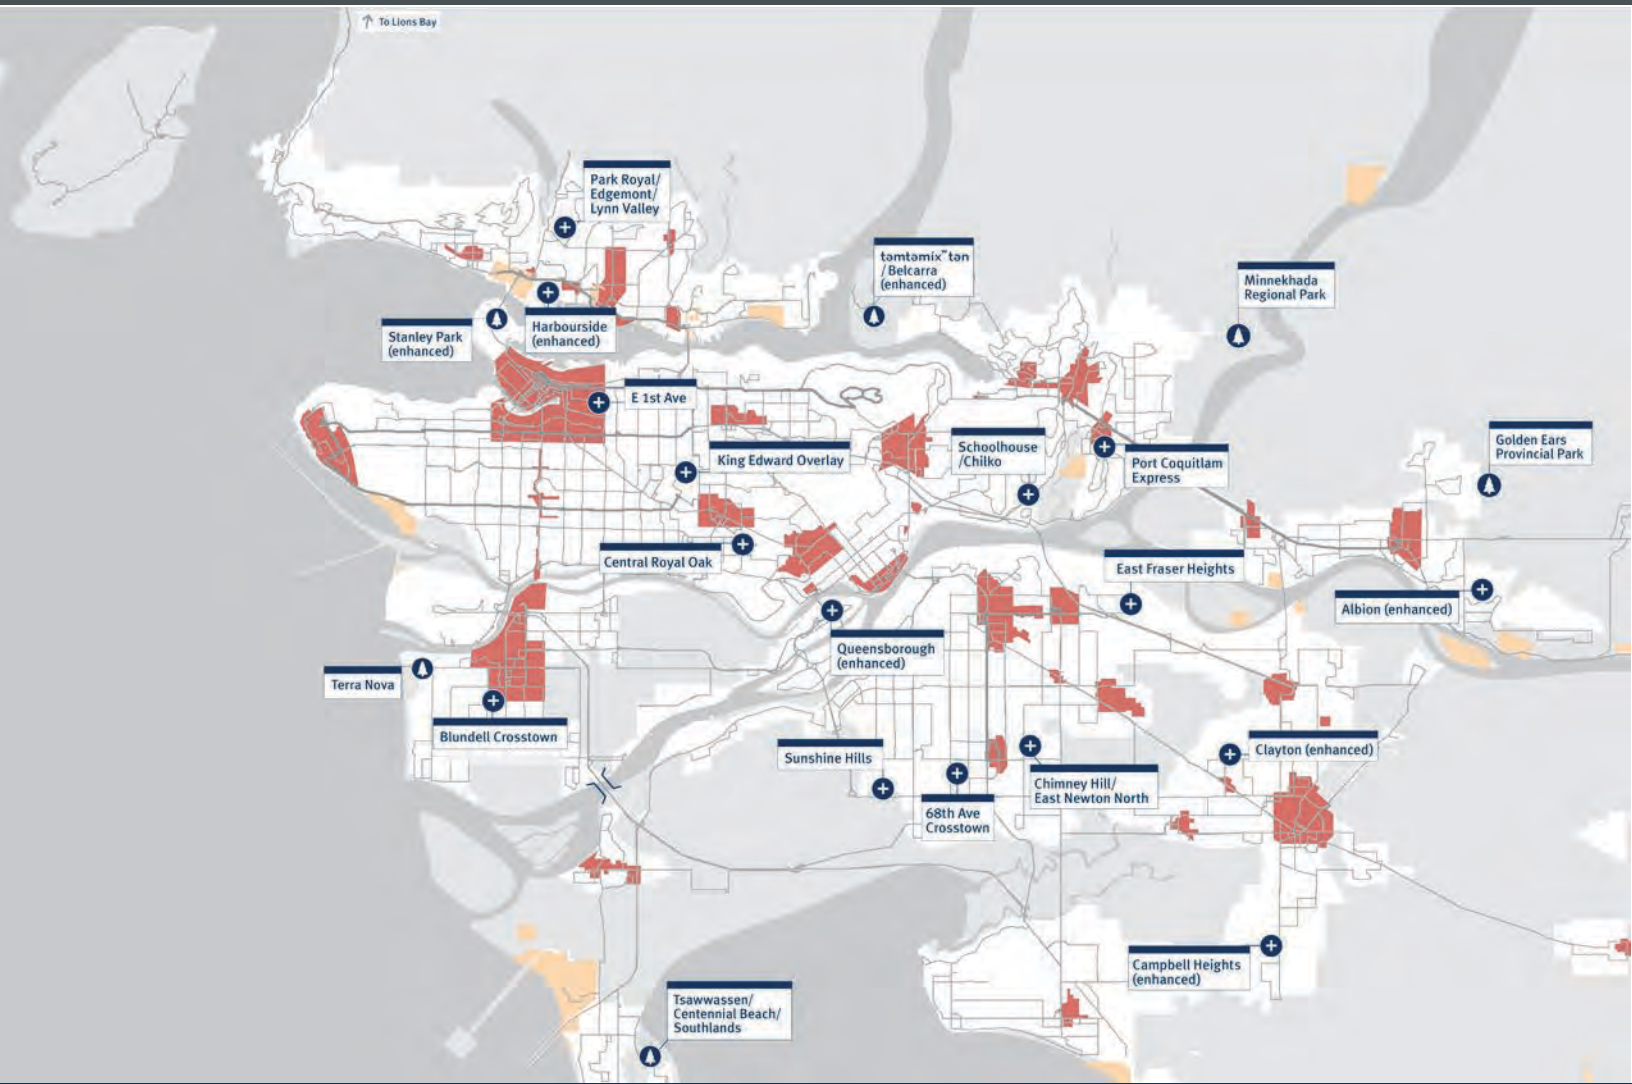 To Lions Bay
Park Royal/
Edgemont/
Lynn Valley
təmtəmíxʷtən
/Belcarra
(enhanced)
Minnekhada
Regional Park
Stanley Park
(enhanced)
Harbourside
(enhanced)
E 1st Ave
King Edward Overlay
Schoolhouse
/Chilko
Port Coquitlam
Express
Golden Ears
Provincial Park
Central Royal Oak
East Fraser Heights
Albion (enhanced)
Queensborough
(enhanced)
Terra Nova
Blundell Crosstown
Sunshine Hills
68th Ave
Crosstown
Chimney Hill/
East Newton North
Clayton (enhanced)
Campbell Heights
(enhanced)
Tsawwassen/
Centennial Beach/
Southlands